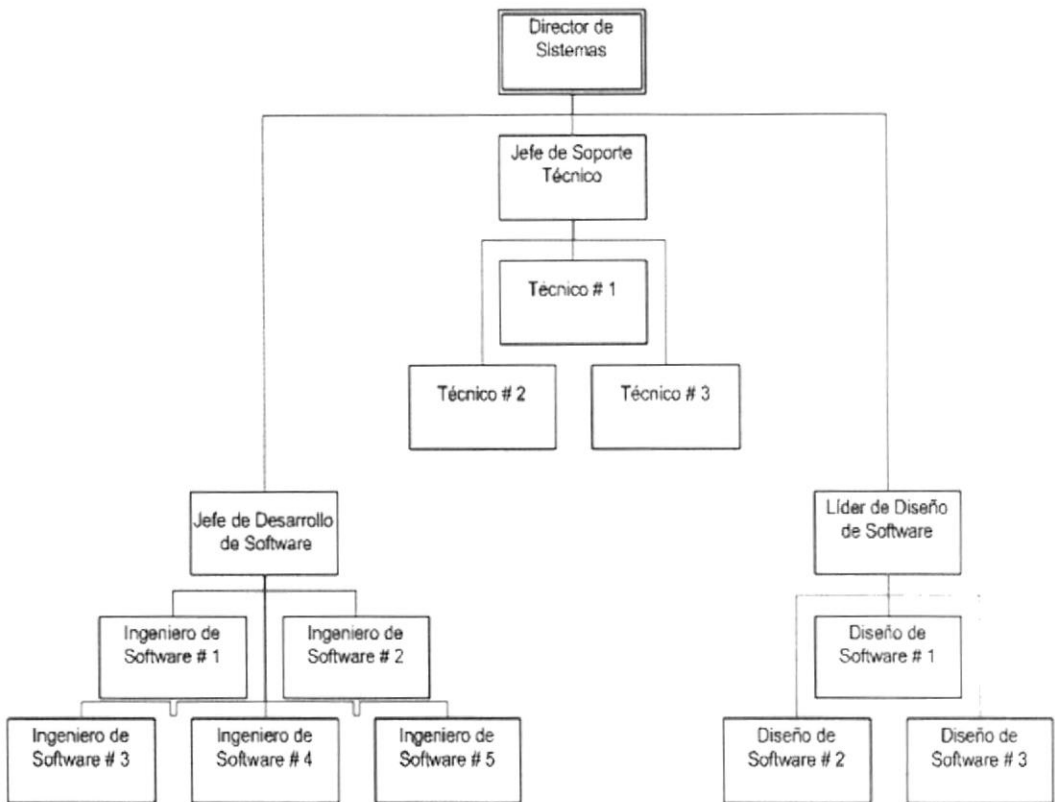 Director de
Sistemas
Jefe de Soporte
Técnico
Técnico # 1
Técnico # 2
Técnico # 3
Jefe de Desarrollo
de Software
Líder de Diseño
de Software
Ingeniero de
Software # 1
Ingeniero de
Software # 2
Diseño de
Software # 1
Ingeniero de
Software # 3
Ingeniero de
Software # 4
Ingeniero de
Software # 5
Diseño de
Software # 2
Diseño de
Software # 3